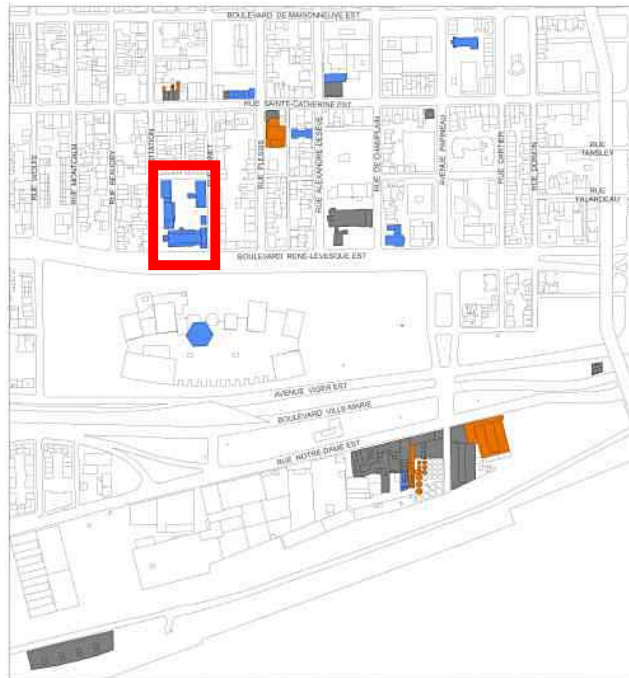 BOULEVARD DE MAISONNEUVE EST
RUE SAINTE-CATHERINE EST
RUE WOLFE
RUE MONTCALM
RUE BEAUDRY
RUE PLESSIS
RUE ALEXANDRE-DESÈVE
RUE DE CHAMPLAIN
AVENUE PAPINEAU
RUE CARTIER
RUE DORION
RUE TANSLEY
RUE FALARDEAU
BOULEVARD RENÉ-LÉVESQUE EST
AVENUE VIGER EST
BOULEVARD VILLE-MARIE
RUE NOTRE-DAME EST